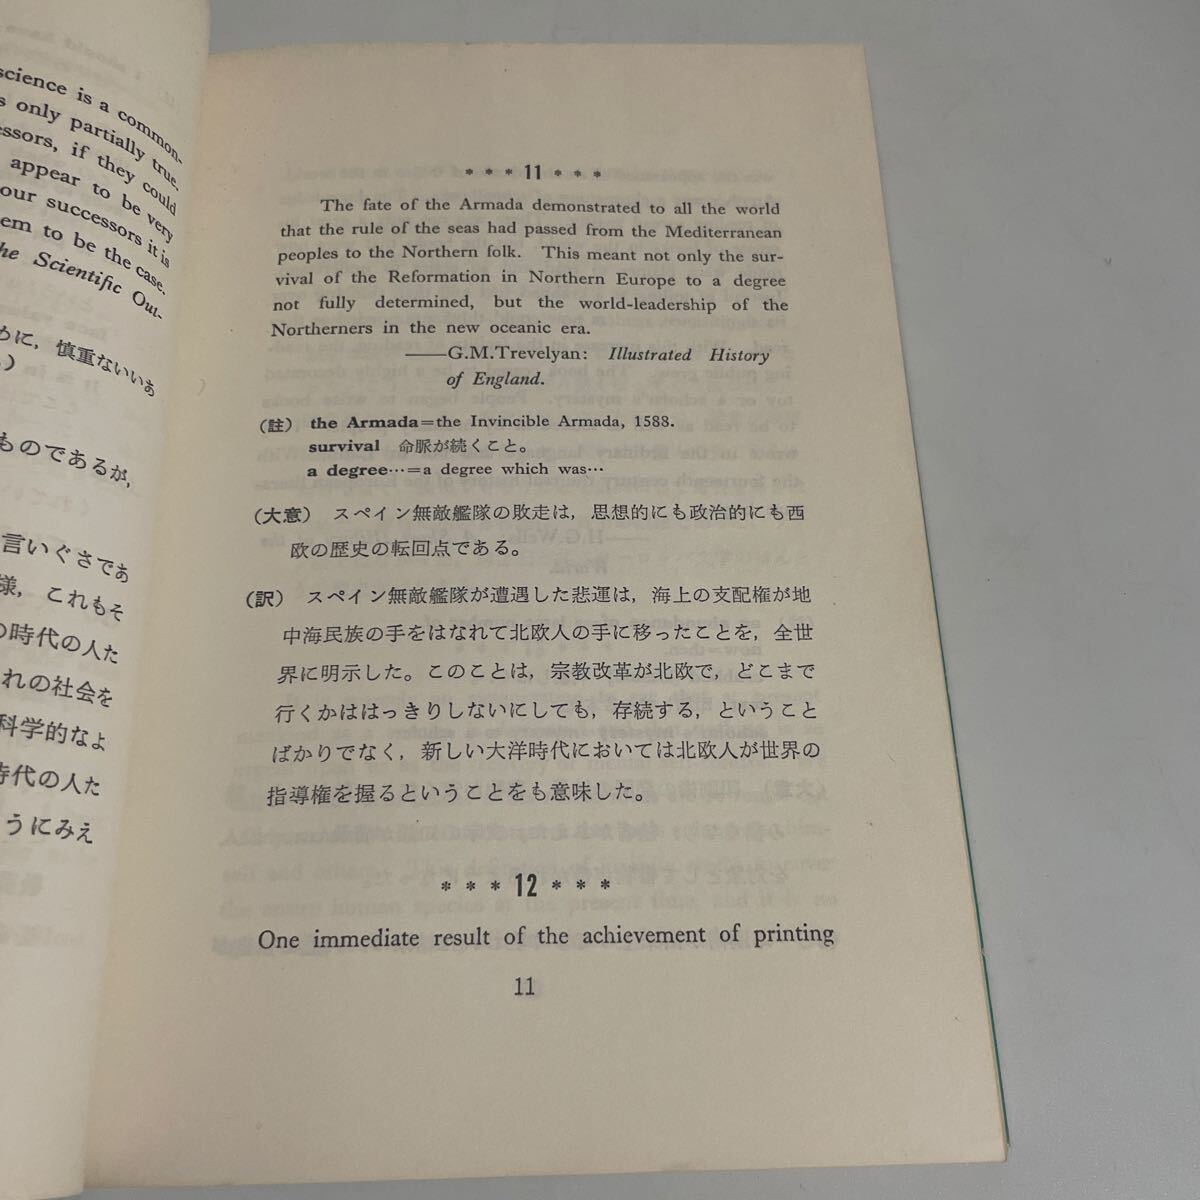 science is a common-
only partially true.
essors, if they could
appear to be very
our successors it is
em to be the case.
he Scientific Out-
めに，慎重ないいあ
ものであるが，
言いぐさであ
様，これもそ
の時代の人た
れの社会を
科学的なよ
時代の人た
うにみえ
* * * 11 * * *
The fate of the Armada demonstrated to all the world
that the rule of the seas had passed from the Mediterranean
peoples to the Northern folk. This meant not only the sur-
vival of the Reformation in Northern Europe to a degree
not fully determined, but the world-leadership of the
Northerners in the new oceanic era.
——G.M.Trevelyan: Illustrated History
of England.
(註) the Armada=the Invincible Armada, 1588.
survival 命脈が続くこと。
a degree…=a degree which was…
(大意) スペイン無敵艦隊の敗走は，思想的にも政治的にも西
欧の歴史の転回点である。
(訳) スペイン無敵艦隊が遭遇した悲運は，海上の支配権が地
中海民族の手をはなれて北欧人の手に移ったことを，全世
界に明示した。このことは，宗教改革が北欧で，どこまで
行くかははっきりしないにしても，存続する，ということ
ばかりでなく，新しい大洋時代においては北欧人が世界の
指導権を握るということをも意味した。
* * * 12 * * *
One immediate result of the achievement of printing
11